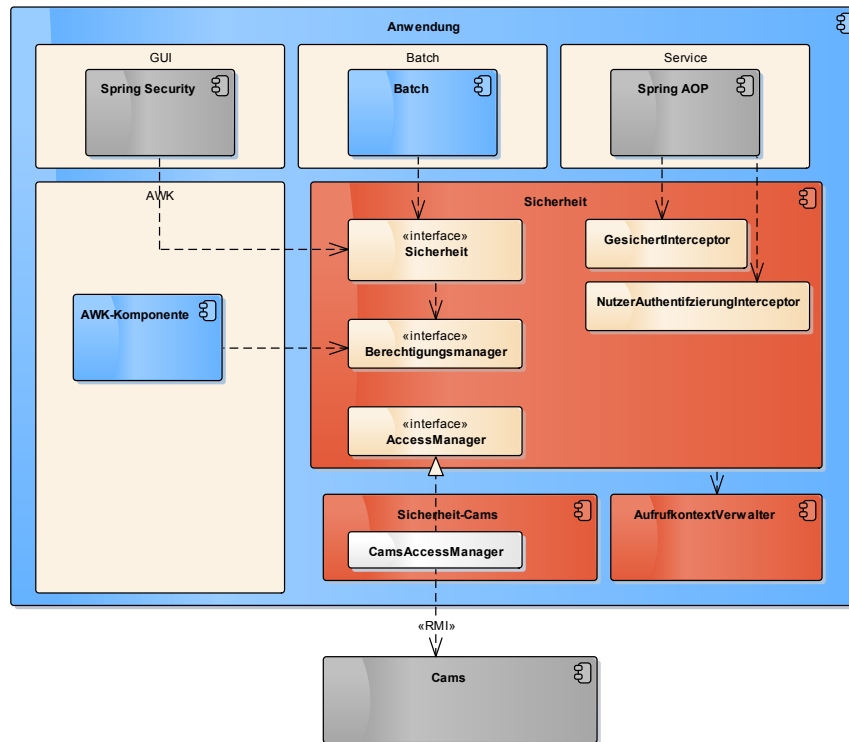 Anwendung
GUI
Batch
Service
Spring Security
Batch
Spring AOP
AWK
Sicherheit
«interface»
Sicherheit
GesichertInterceptor
NutzerAuthentifzierungInterceptor
AWK-Komponente
«interface»
Berechtigungsmanager
«interface»
AccessManager
Sicherheit-Cams
AufrufkontextVerwalter
CamsAccessManager
«RMI»
Cams